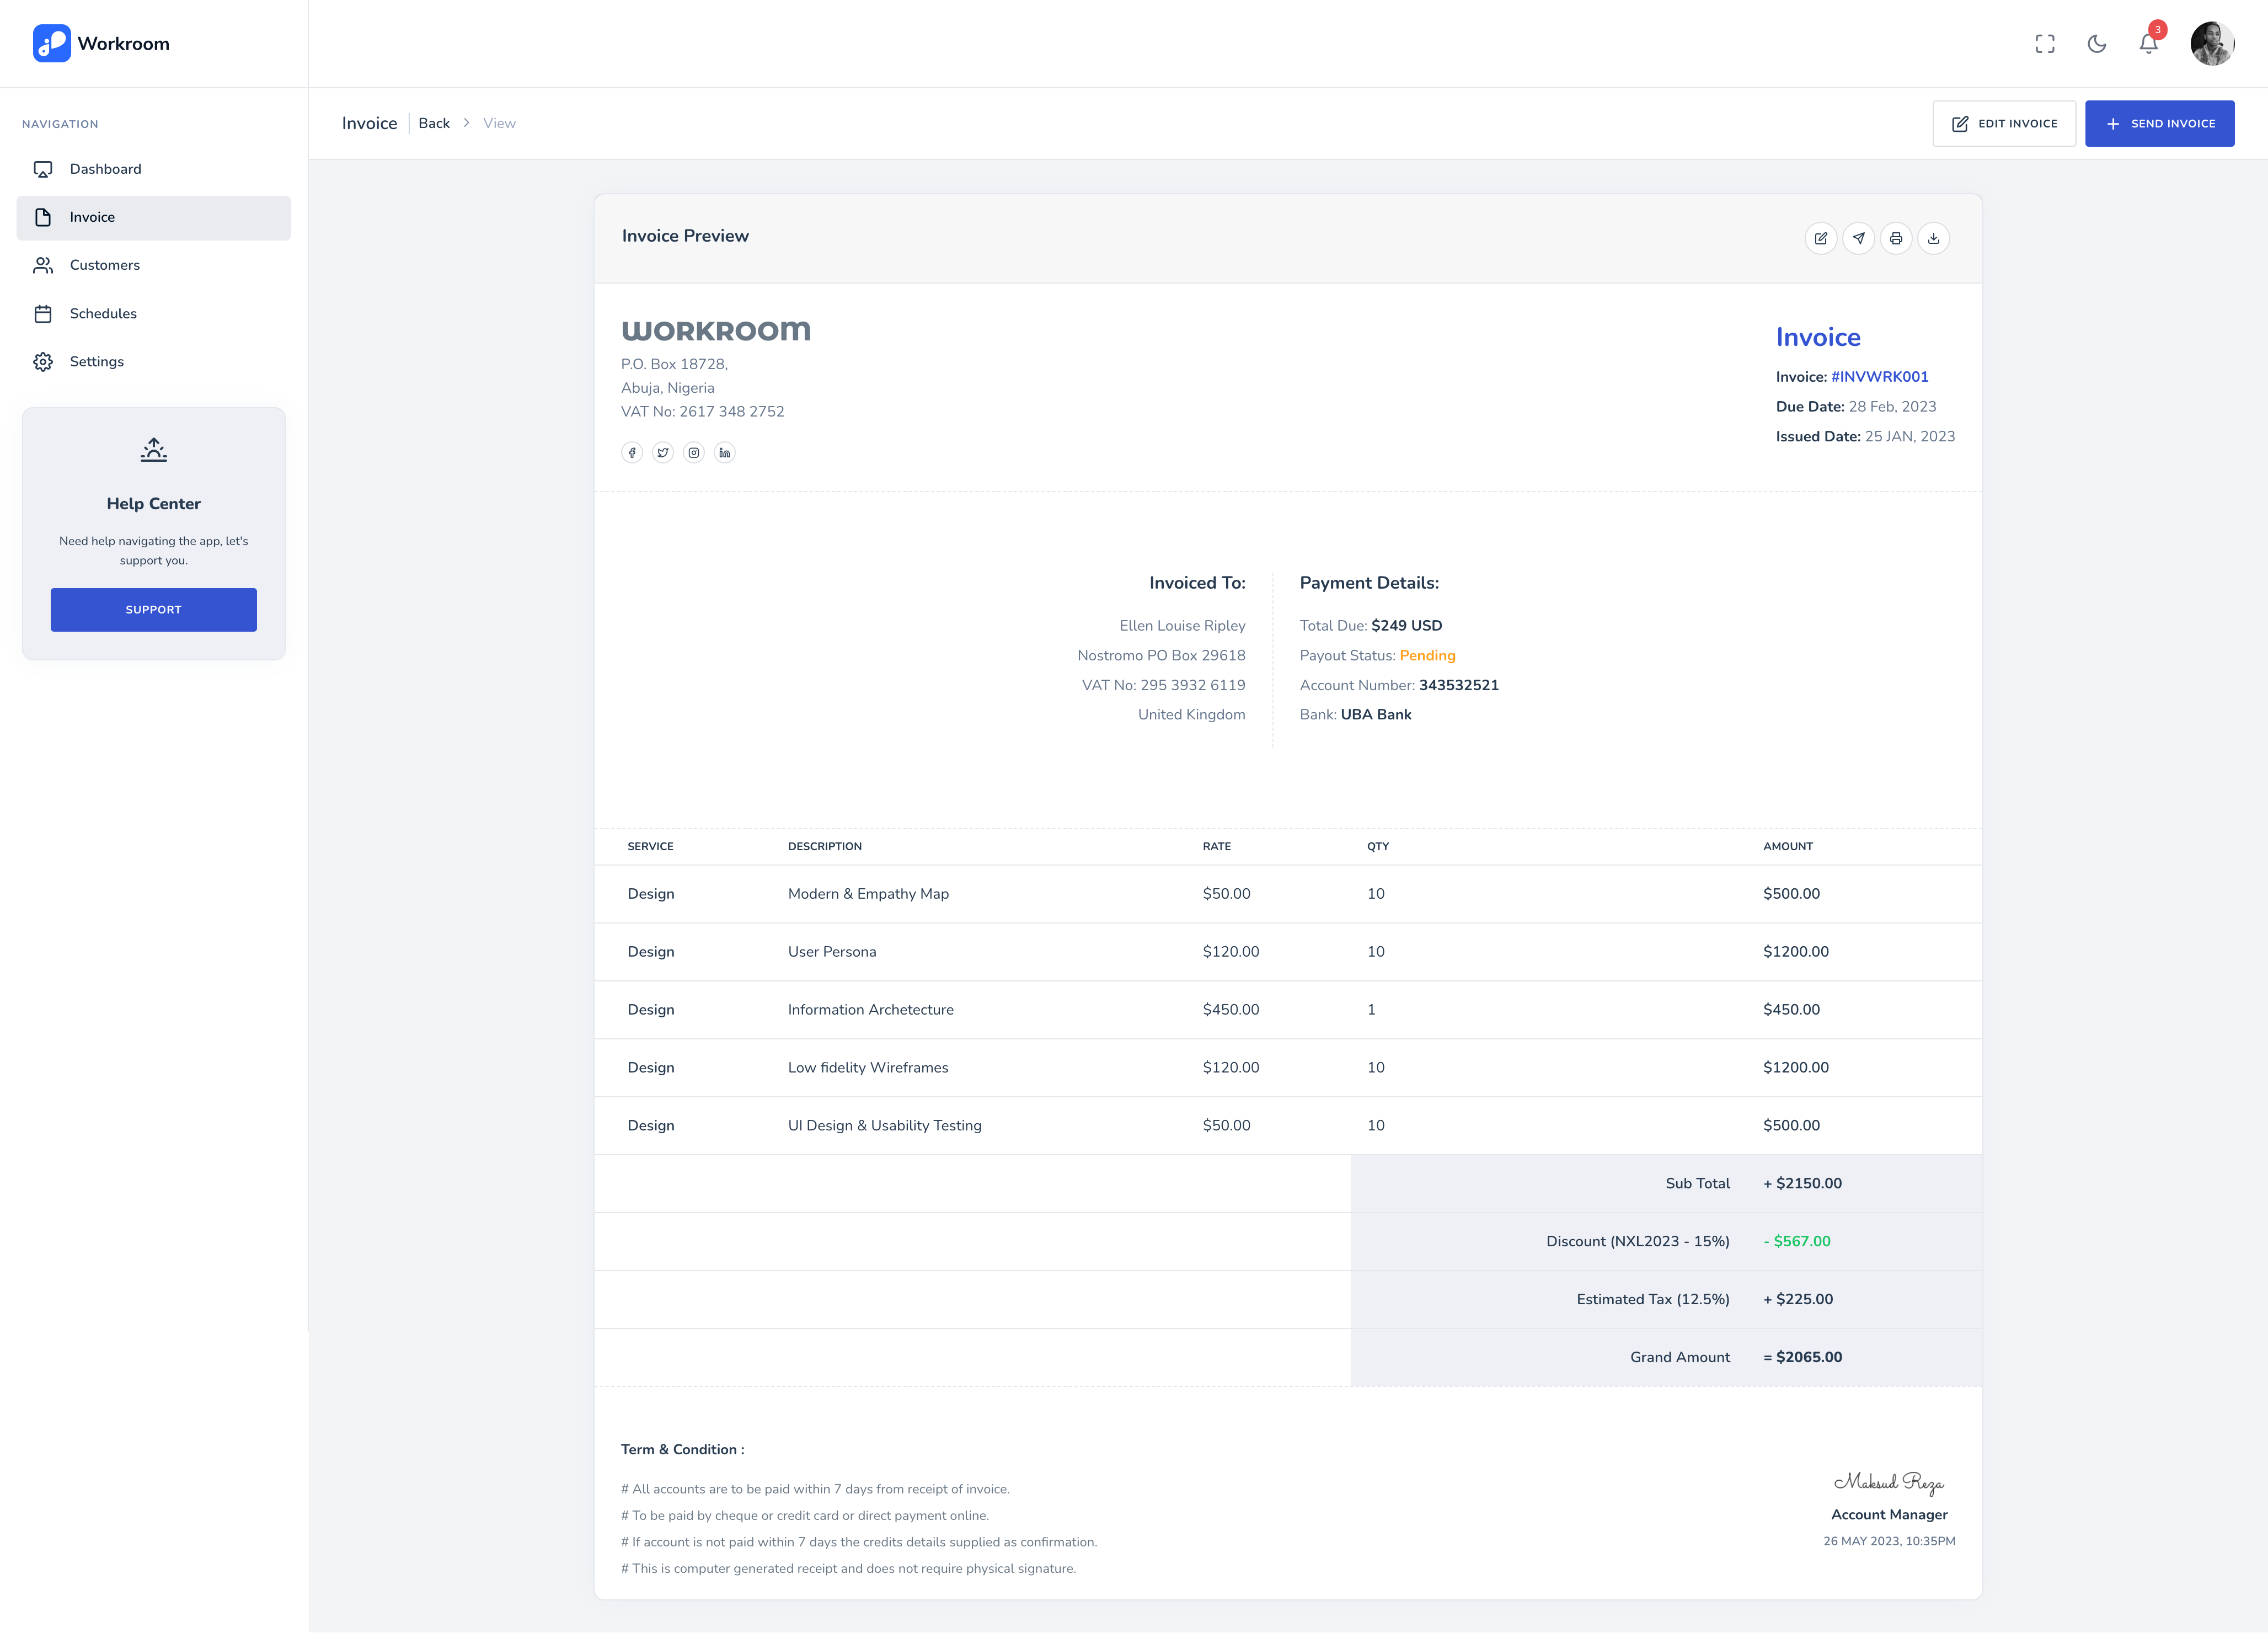 Workroom
3
NAVIGATION
Dashboard
Invoice
Customers
Schedules
Settings
Help Center
Need help navigating the app, let's
support you.
SUPPORT
Invoice
Back
View
EDIT INVOICE
SEND INVOICE
Invoice Preview
WORKROOM
P.O. Box 18728,
Abuja, Nigeria
VAT No: 2617 348 2752
Invoice
Invoice: #INVWRK001
Due Date: 28 Feb, 2023
Issued Date: 25 JAN, 2023
Invoiced To:
Ellen Louise Ripley
Nostromo PO Box 29618
VAT No: 295 3932 6119
United Kingdom
Payment Details:
Total Due: $249 USD
Payout Status: Pending
Account Number: 343532521
Bank: UBA Bank
SERVICE DESCRIPTION RATE QTY AMOUNT
Design Modern & Empathy Map $50.00 10 $500.00
Design User Persona $120.00 10 $1200.00
Design Information Archetecture $450.00 1 $450.00
Design Low fidelity Wireframes $120.00 10 $1200.00
Design UI Design & Usability Testing $50.00 10 $500.00
Sub Total + $2150.00
Discount (NXL2023 - 15%) - $567.00
Estimated Tax (12.5%) + $225.00
Grand Amount = $2065.00
Term & Condition :
# All accounts are to be paid within 7 days from receipt of invoice.
# To be paid by cheque or credit card or direct payment online.
# If account is not paid within 7 days the credits details supplied as confirmation.
# This is computer generated receipt and does not require physical signature.
Maksud Reza
Account Manager
26 MAY 2023, 10:35PM